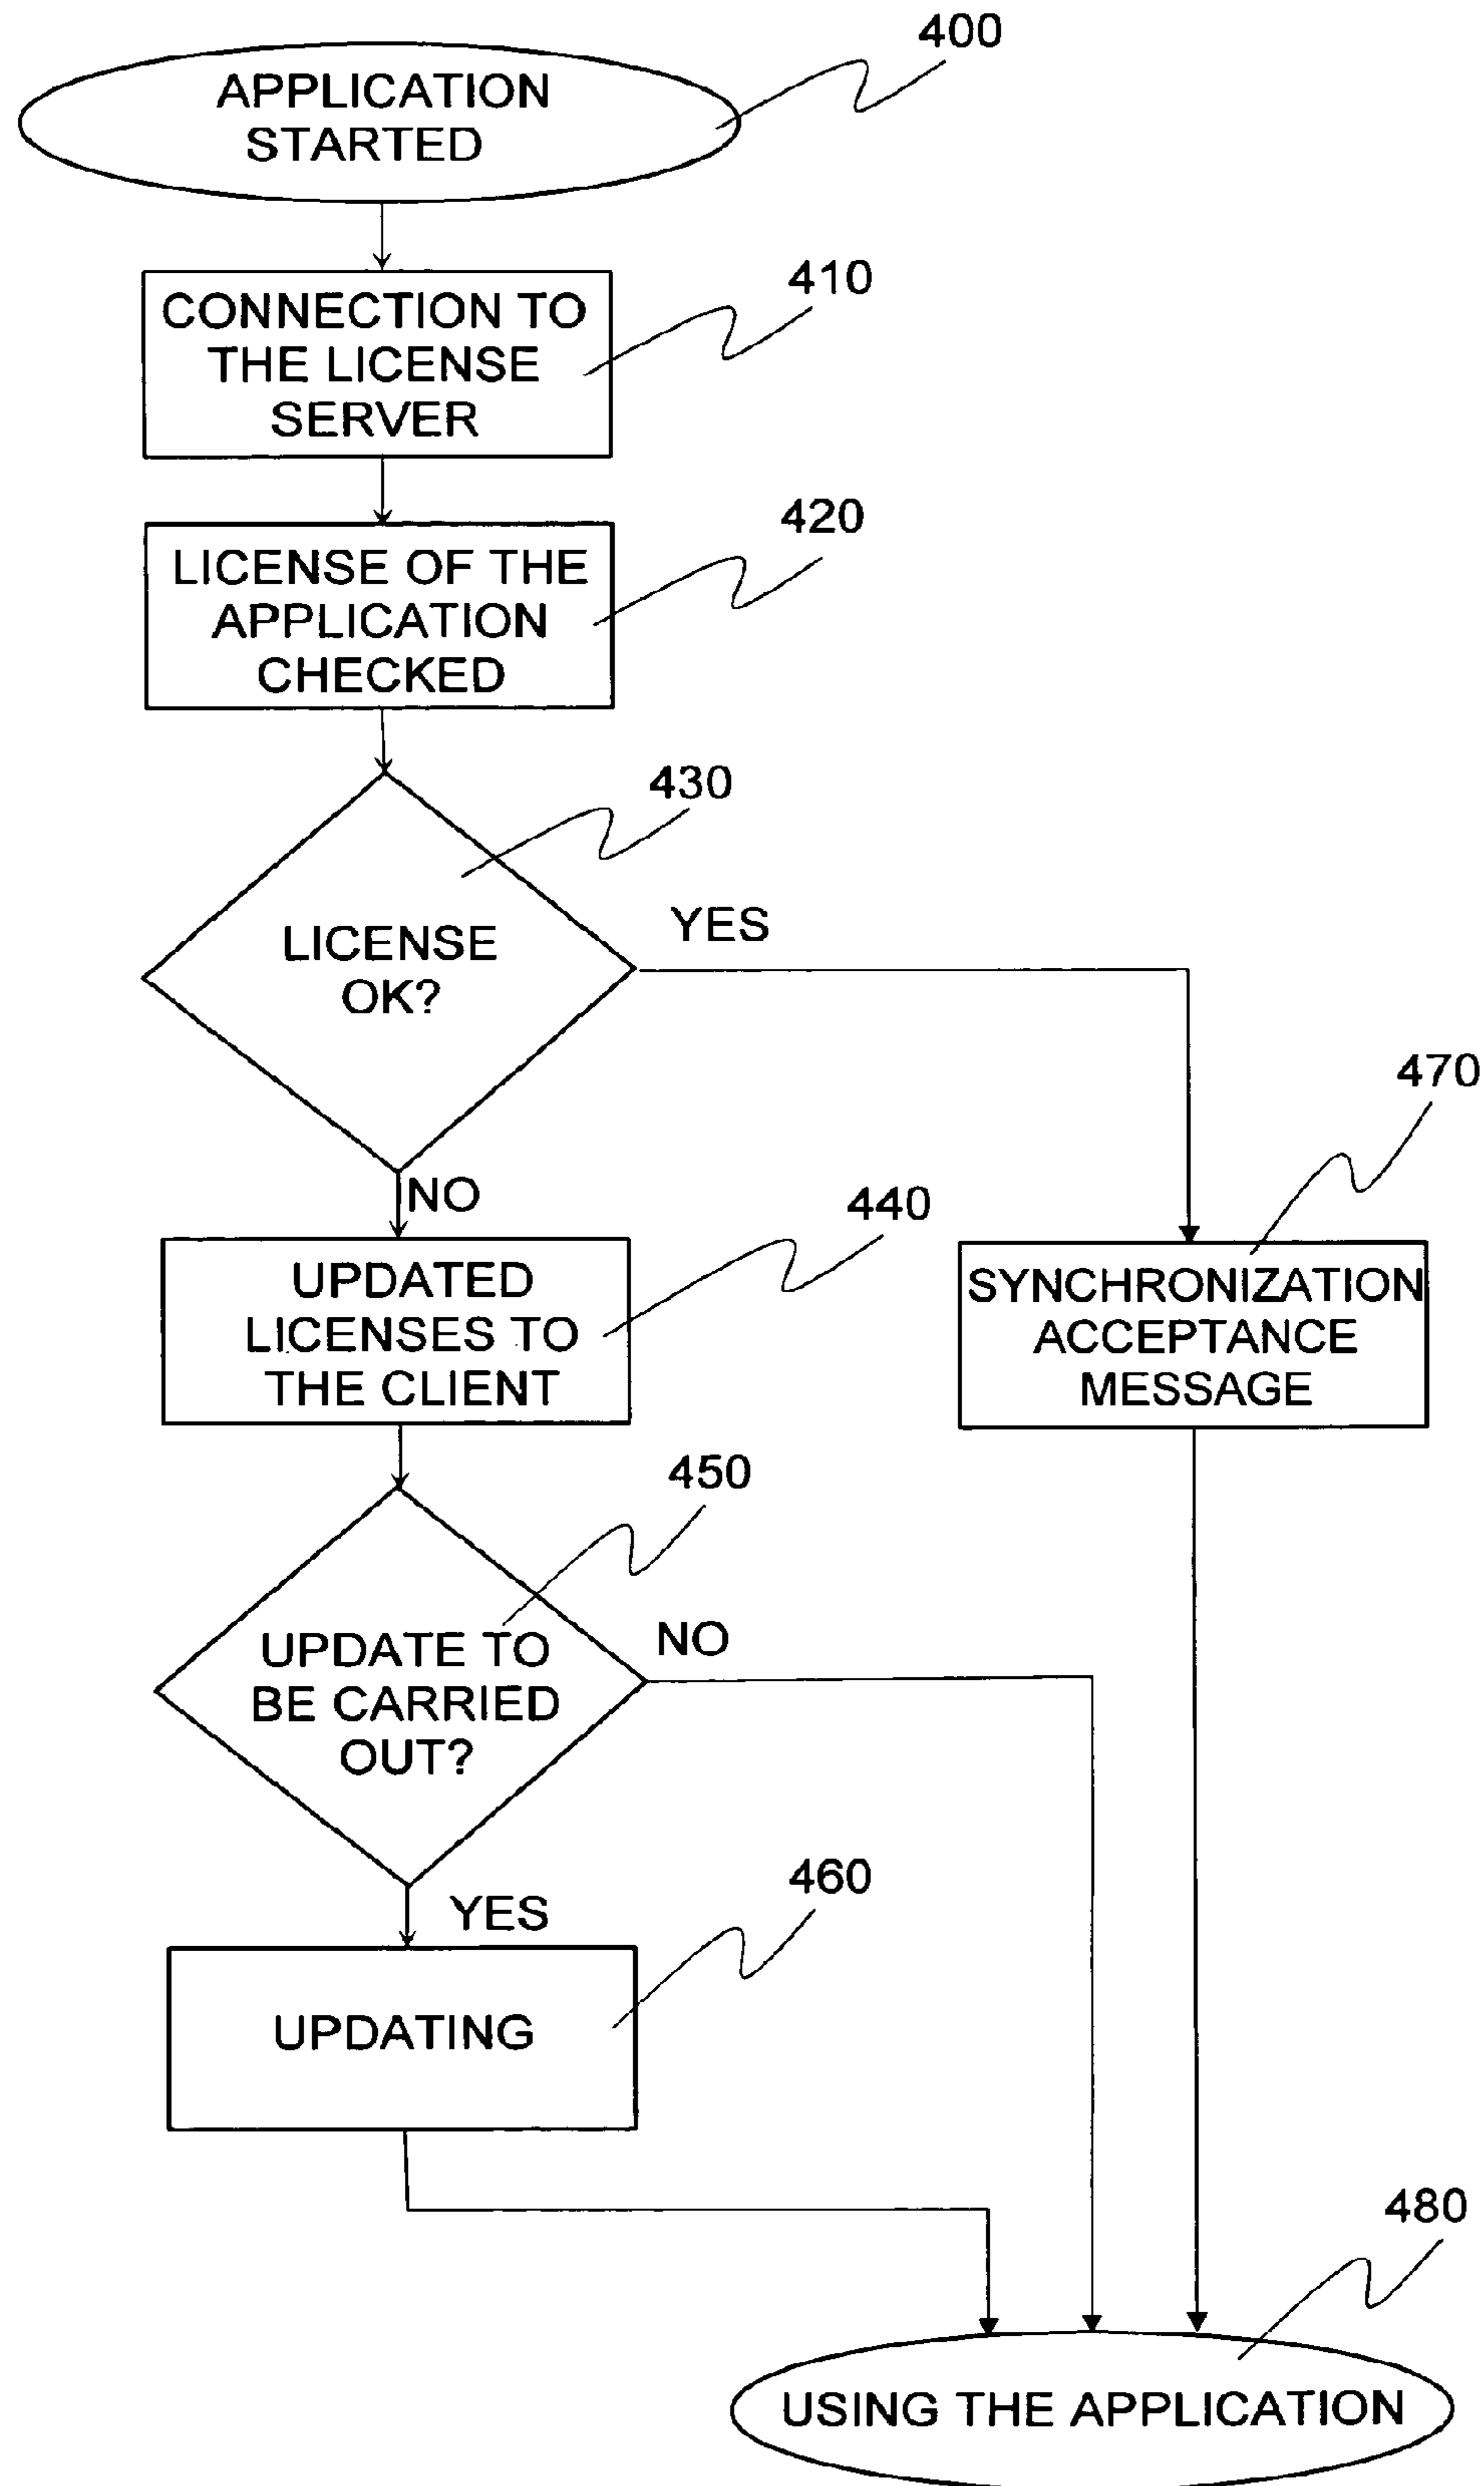 400
APPLICATION
STARTED
410
CONNECTION TO
THE LICENSE
SERVER
420
LICENSE OF THE
APPLICATION
CHECKED
430
LICENSE
OK?
YES
NO
470
440
UPDATED
LICENSES TO
THE CLIENT
SYNCHRONIZATION
ACCEPTANCE
MESSAGE
450
UPDATE TO
BE CARRIED
OUT?
NO
YES
460
UPDATING
480
USING THE APPLICATION